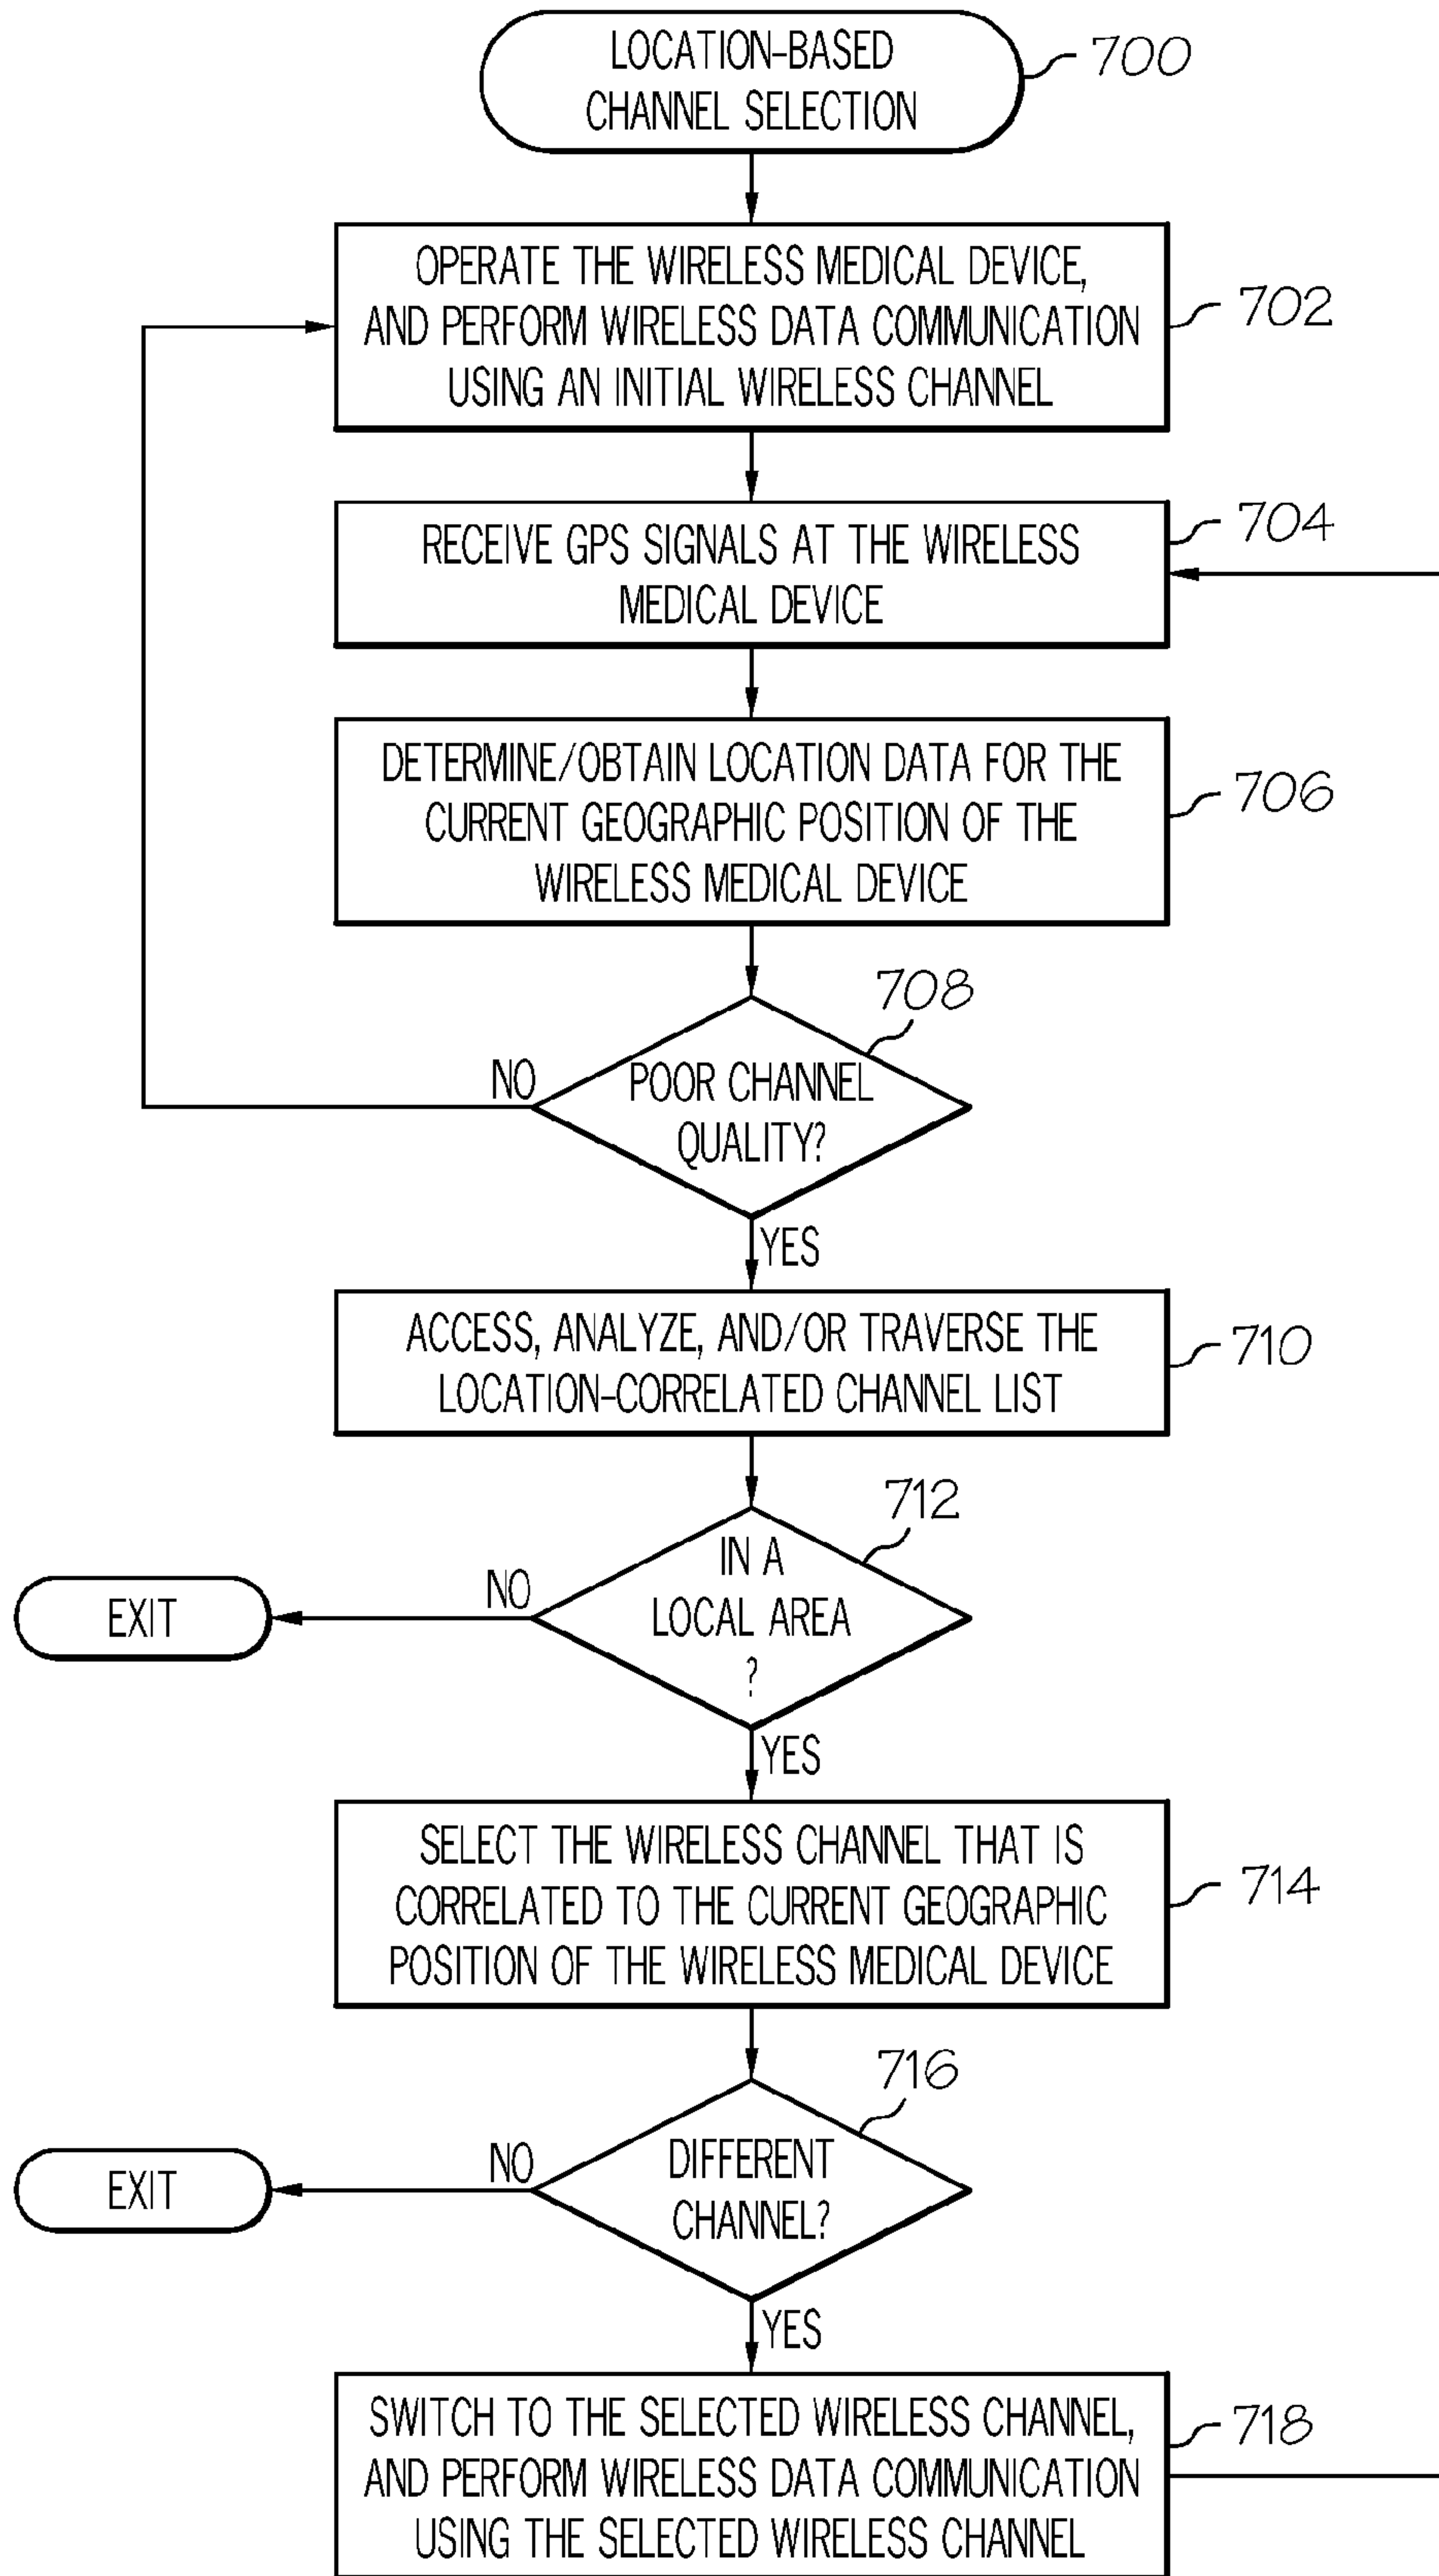 LOCATION-BASED
CHANNEL SELECTION
700
OPERATE THE WIRELESS MEDICAL DEVICE,
AND PERFORM WIRELESS DATA COMMUNICATION
USING AN INITIAL WIRELESS CHANNEL
702
RECEIVE GPS SIGNALS AT THE WIRELESS
MEDICAL DEVICE
704
DETERMINE/OBTAIN LOCATION DATA FOR THE
CURRENT GEOGRAPHIC POSITION OF THE
WIRELESS MEDICAL DEVICE
706
708
NO
POOR CHANNEL
QUALITY?
YES
ACCESS, ANALYZE, AND/OR TRAVERSE THE
LOCATION-CORRELATED CHANNEL LIST
710
712
IN A
LOCAL AREA
?
NO
EXIT
YES
SELECT THE WIRELESS CHANNEL THAT IS
CORRELATED TO THE CURRENT GEOGRAPHIC
POSITION OF THE WIRELESS MEDICAL DEVICE
714
716
DIFFERENT
CHANNEL?
NO
EXIT
YES
SWITCH TO THE SELECTED WIRELESS CHANNEL,
AND PERFORM WIRELESS DATA COMMUNICATION
USING THE SELECTED WIRELESS CHANNEL
718